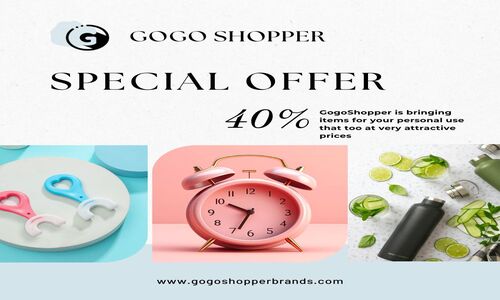 G
GOGO SHOPPER
SPECIAL OFFER
40%
GogoShopper is bringing
items for your personal use
that too at very attractive
prices
www.gogoshopperbrands.com